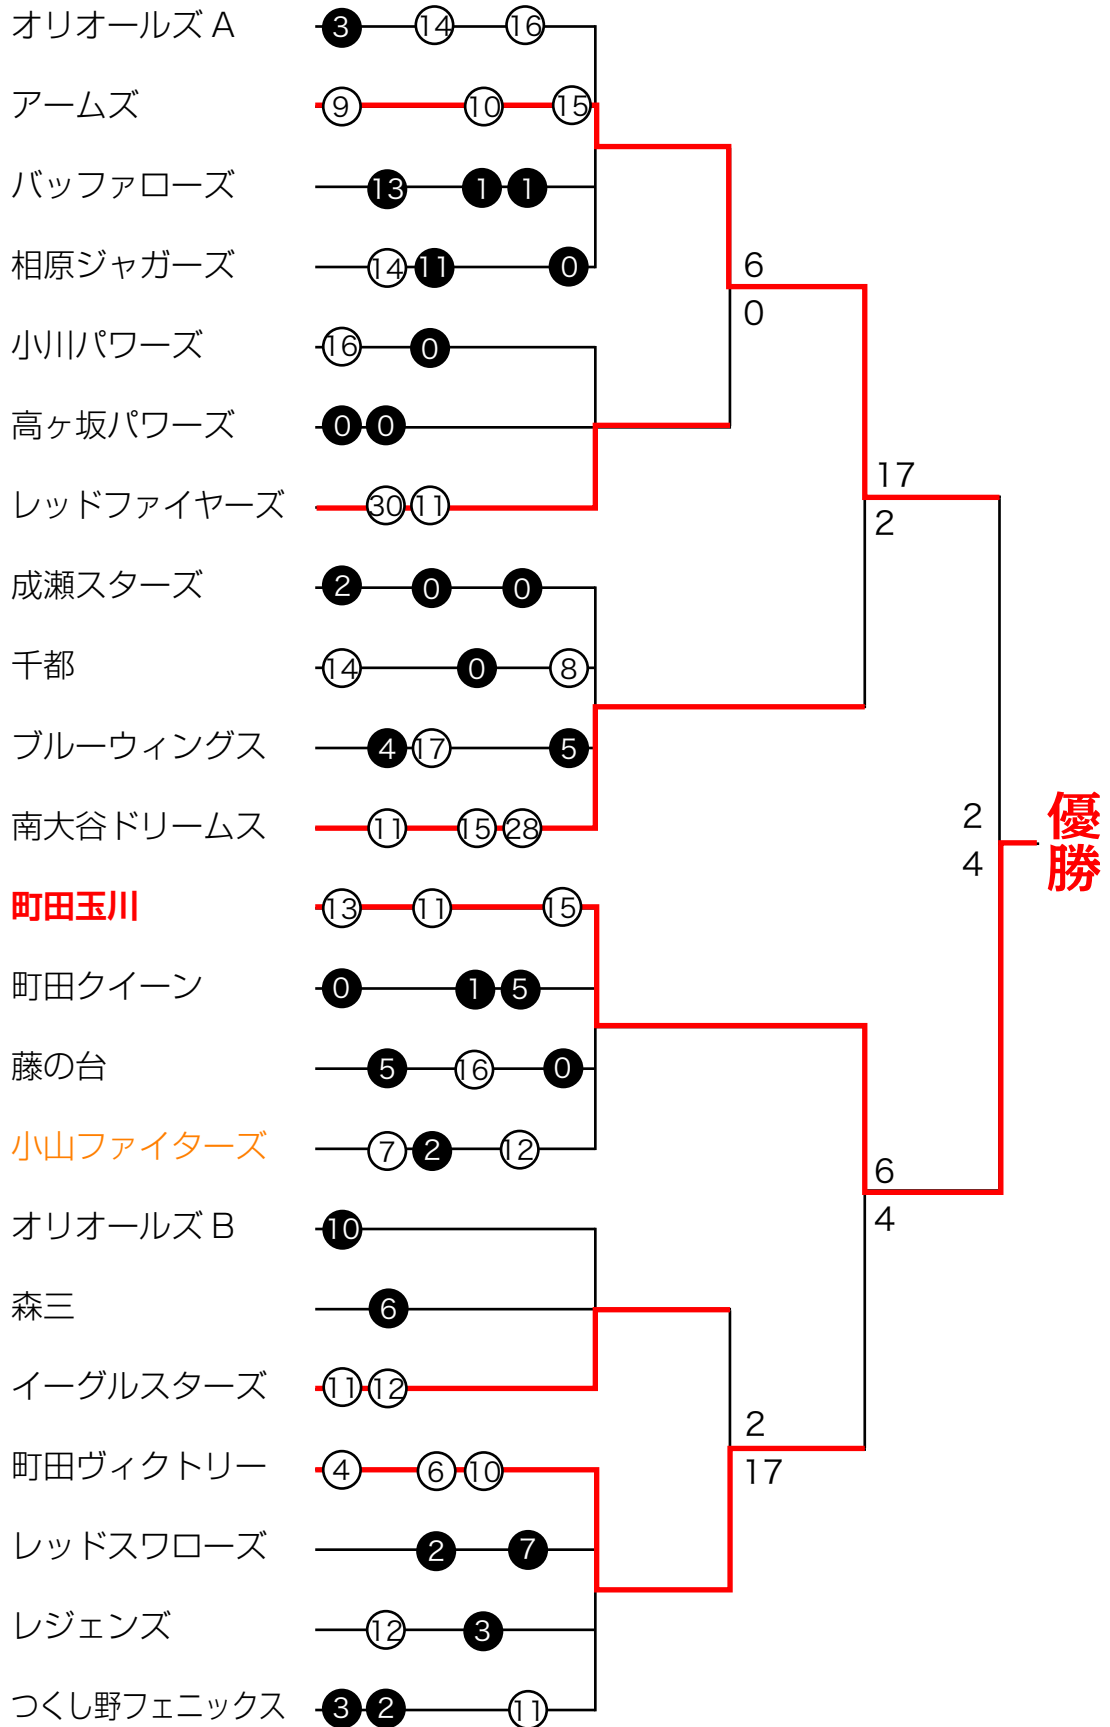 オリオールズ A 3 14 16
アームズ 9 10 15
バッファローズ 13 1 1
相原ジャガーズ 14 11 0
6
0
小川パワーズ 16 0
高ヶ坂パワーズ 0 0
レッドファイヤーズ 30 11
17
2
成瀬スターズ 2 0 0
千都 14 0 8
ブルーウィングス 4 17 5
南大谷ドリームス 11 15 28
2
4
優勝
町田玉川 13 11 15
町田クイーン 0 1 5
藤の台 5 16 0
小山ファイターズ 7 2 12
6
4
オリオールズ B 10
森三 6
イーグルスターズ 11 12
2
17
町田ヴィクトリー 4 6 10
レッドスワローズ 2 7
レジェンズ 12 3
つくし野フェニックス 3 2 11